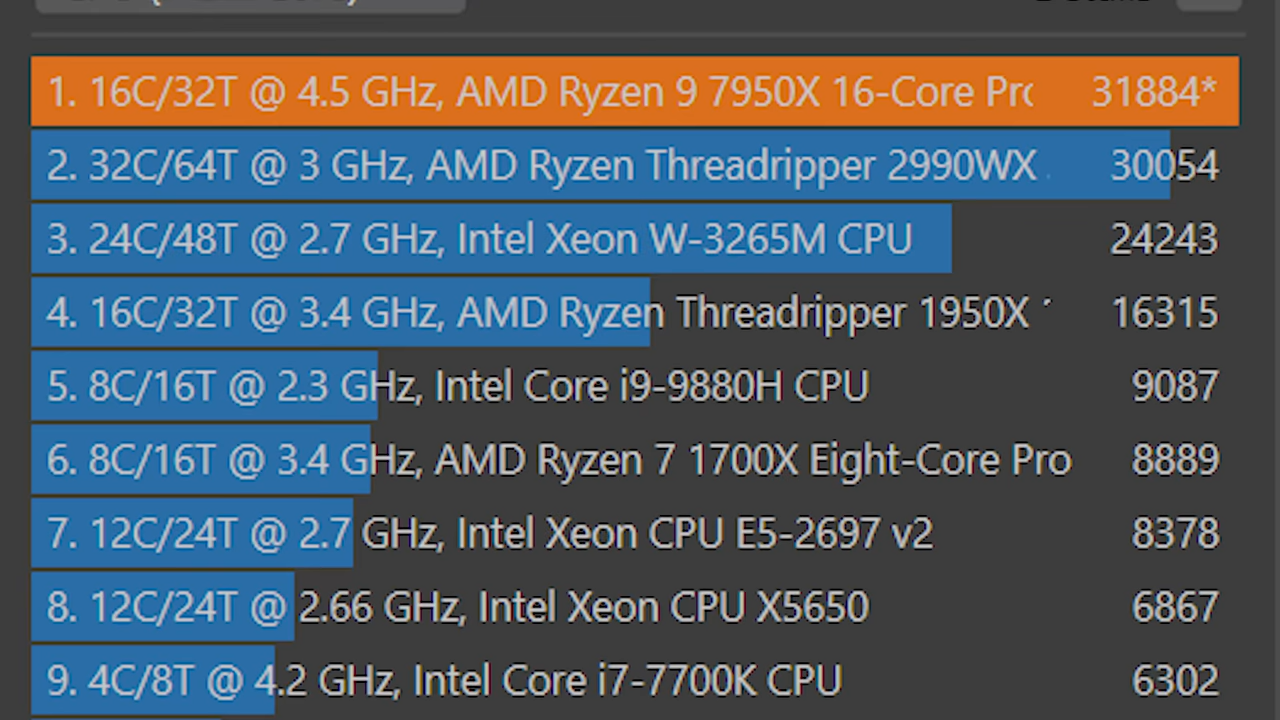 1. 16C/32T @ 4.5 GHz, AMD Ryzen 9 7950X 16-Core Pro 31884*
2. 32C/64T @ 3 GHz, AMD Ryzen Threadripper 2990WX 30054
3. 24C/48T @ 2.7 GHz, Intel Xeon W-3265M CPU 24243
4. 16C/32T @ 3.4 GHz, AMD Ryzen Threadripper 1950X 16315
5. 8C/16T @ 2.3 GHz, Intel Core i9-9880H CPU 9087
6. 8C/16T @ 3.4 GHz, AMD Ryzen 7 1700X Eight-Core Pro 8889
7. 12C/24T @ 2.7 GHz, Intel Xeon CPU E5-2697 v2 8378
8. 12C/24T @ 2.66 GHz, Intel Xeon CPU X5650 6867
9. 4C/8T @ 4.2 GHz, Intel Core i7-7700K CPU 6302